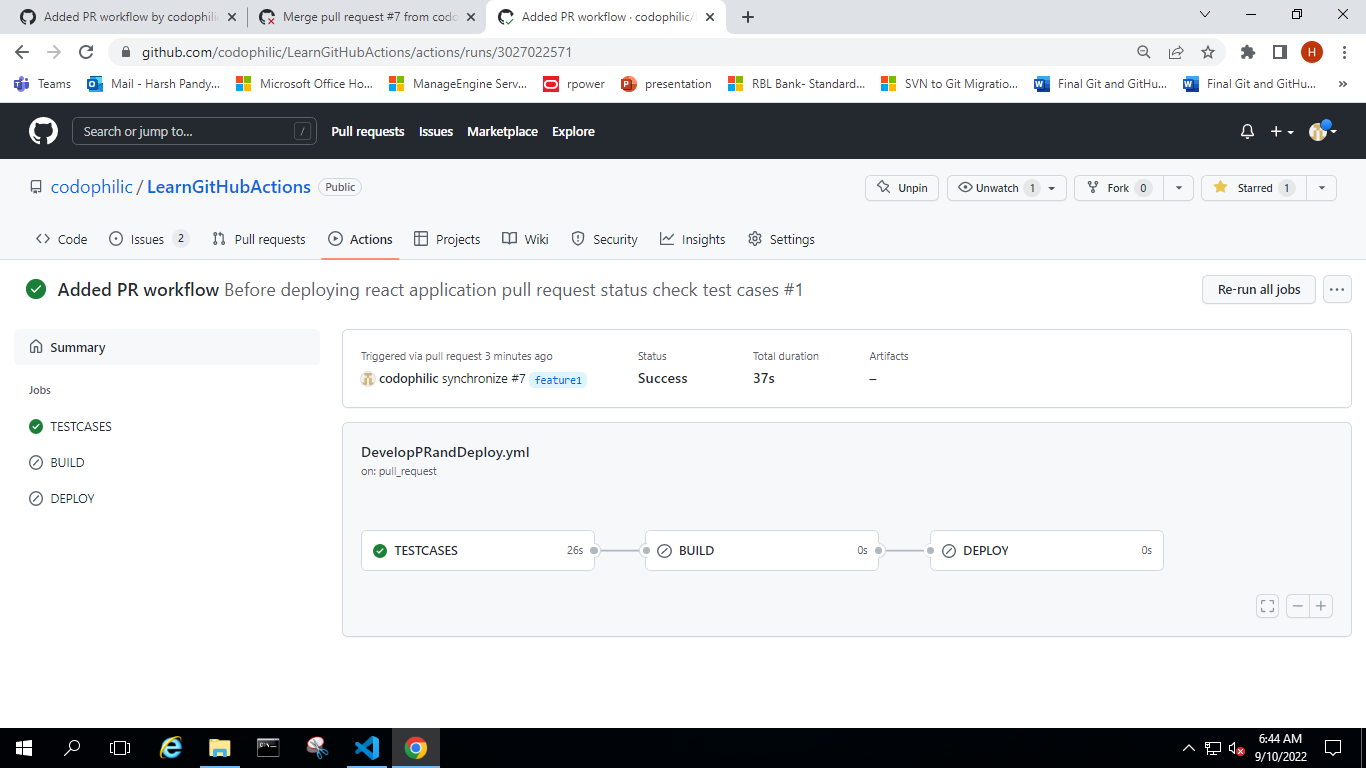 Added PR workflow by codophili
Merge pull request #7 from codo
Added PR workflow · codophilic/
github.com/codophilic/LearnGitHubActions/actions/runs/3027022571
H
Teams
Mail - Harsh Pandy...
Microsoft Office Ho...
ManageEngine Serv...
rpower
presentation
RBL Bank- Standard...
SVN to Git Migratio...
Final Git and GitHu...
Final Git and GitHu...
»
Search or jump to... /
Pull requests Issues Marketplace Explore
codophilic / LearnGitHubActions Public
Unpin
Unwatch 1
Fork 0
Starred 1
Code
Issues 2
Pull requests
Actions
Projects
Wiki
Security
Insights
Settings
Added PR workflow Before deploying react application pull request status check test cases #1
Re-run all jobs
Summary
Jobs
TESTCASES
BUILD
DEPLOY
Triggered via pull request 3 minutes ago
codophilic synchronize #7 feature1
Status
Success
Total duration
37s
Artifacts
–
DevelopPRandDeploy.yml
on: pull_request
TESTCASES 26s
BUILD 0s
DEPLOY 0s
6:44 AM
9/10/2022